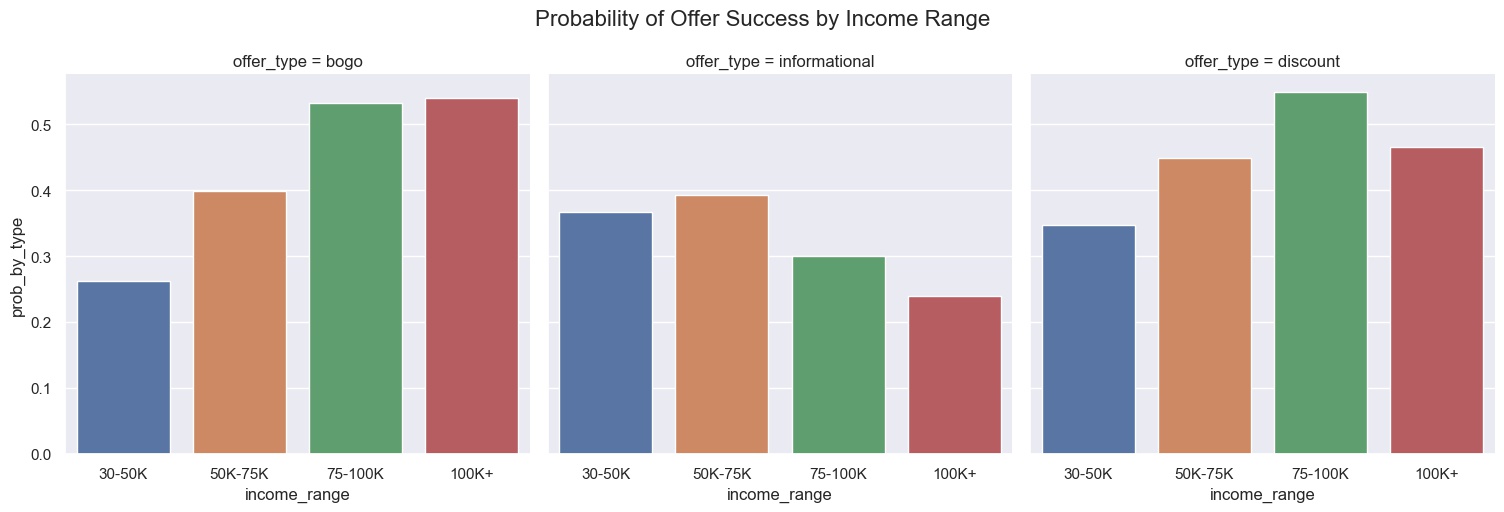 Probability of Offer Success by Income Range
offer_type = bogo
offer_type = informational
offer_type = discount
prob_by_type
0.5
0.4
0.3
0.2
0.1
0.0
30-50K 50K-75K 75-100K 100K+
income_range
30-50K 50K-75K 75-100K 100K+
income_range
30-50K 50K-75K 75-100K 100K+
income_range